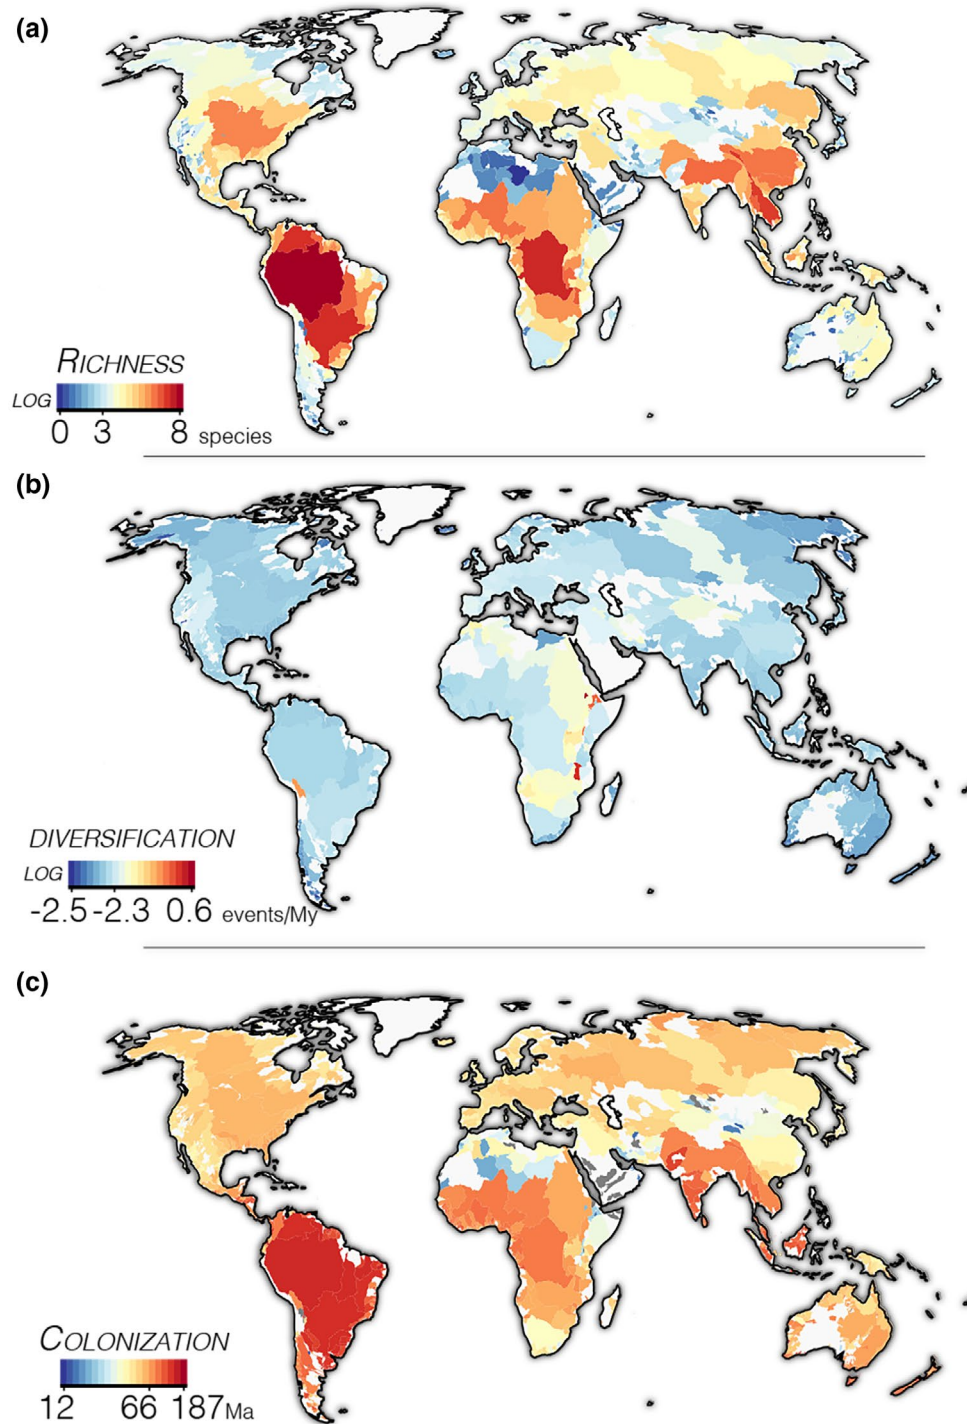 (a)
RICHNESS
LOG
0 3 8 species
(b)
DIVERSIFICATION
LOG
-2.5 -2.3 0.6 events/My
(c)
COLONIZATION
12 66 187Ma